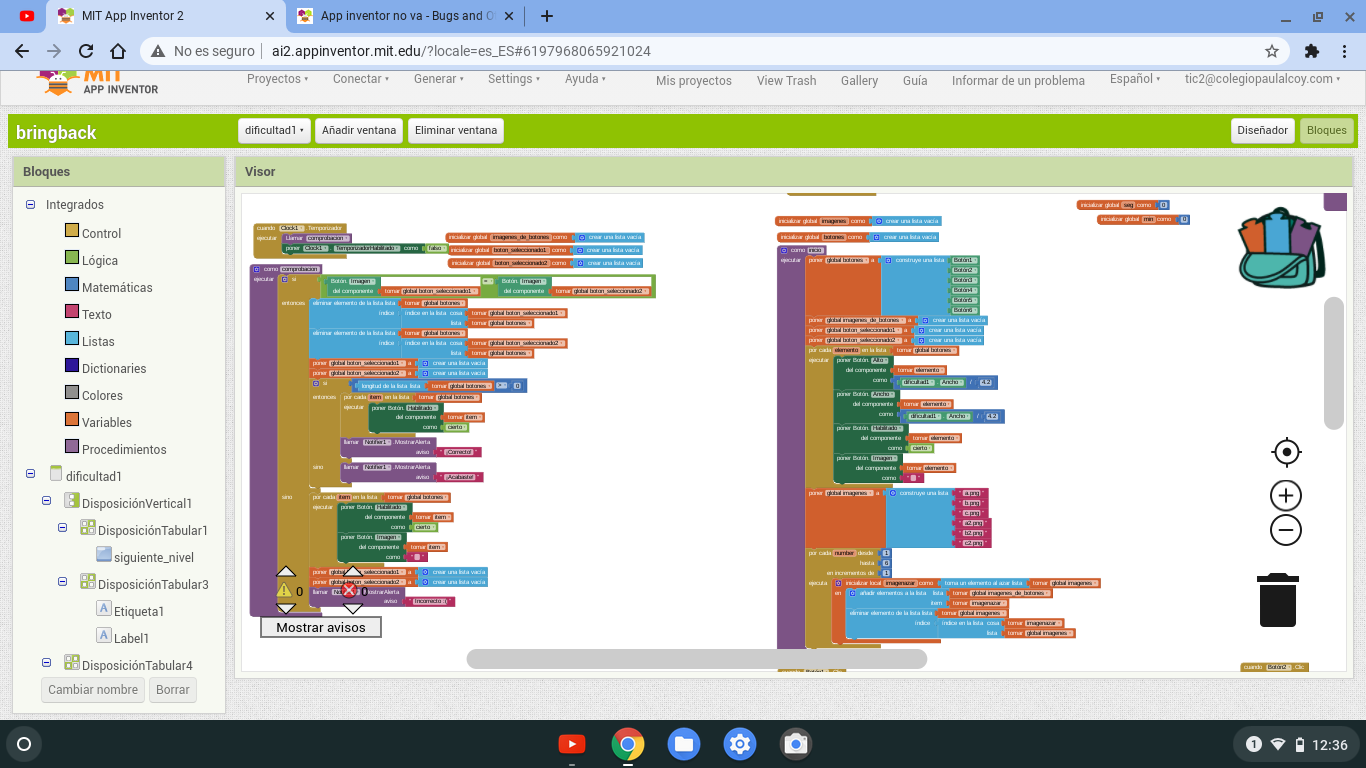 MIT App Inventor 2
App inventor no va - Bugs and O
No es seguro
ai2.appinventor.mit.edu/?locale=es_ES#6197968065921024
MIT
APP INVENTOR
Proyectos
Conectar
Generar
Settings
Ayuda
Mis proyectos
View Trash
Gallery
Guía
Informar de un problema
Español
tic2@colegiopaulalcoy.com
bringback
dificultad1
Añadir ventana
Eliminar ventana
Diseñador
Bloques
Bloques
Visor
Integrados
Control
Lógica
Matemáticas
Texto
Listas
Dictionaries
Colores
Variables
Procedimientos
dificultad1
DisposiciónVertical1
DisposiciónTabular1
siguiente_nivel
DisposiciónTabular3
Etiqueta1
Label1
DisposiciónTabular4
Cambiar nombre
Borrar
cuando Clock1 .Temporizador
ejecutar llamar comprobacion
poner Clock1 . TemporizadorHabilitado como falso
inicializar global imagenes_de_botones como crear una lista vacía
inicializar global boton_seleccionado1 como crear una lista vacía
inicializar global boton_seleccionado2 como crear una lista vacía
como comprobacion
ejecutar si
Botón. Imagen = Botón. Imagen
del componente tomar global boton_seleccionado1 del componente tomar global boton_seleccionado2
entonces eliminar elemento de la lista lista tomar global botones
índice índice en la lista cosa tomar global boton_seleccionado1
lista tomar global botones
eliminar elemento de la lista lista tomar global botones
índice índice en la lista cosa tomar global boton_seleccionado2
lista tomar global botones
poner global boton_seleccionado1 a crear una lista vacía
poner global boton_seleccionado2 a crear una lista vacía
si longitud de la lista lista tomar global botones 0
entonces por cada item en la lista tomar global botones
ejecutar poner Botón. Habilitado
del componente tomar item
como cierto
llamar Notifier1 .MostrarAlerta
aviso ¡Correcto!
sino llamar Notifier1 .MostrarAlerta
aviso ¡Acabaste!
sino por cada item en la lista tomar global botones
ejecutar poner Botón. Habilitado
del componente tomar item
como cierto
poner Botón. Imagen
del componente tomar item
como
poner global boton_seleccionado1 a crear una lista vacía
poner global boton_seleccionado2 a crear una lista vacía
llamar MostrarAlerta
aviso
0
0
Mostrar avisos
inicializar global imagenes como crear una lista vacía
inicializar global botones como crear una lista vacía
como inicio
ejecutar poner global botones a construye una lista Botón1
Botón2
Botón3
Botón4
Botón5
Botón6
poner global imagenes_de_botones a crear una lista vacía
poner global boton_seleccionado1 a crear una lista vacía
poner global boton_seleccionado2 a crear una lista vacía
por cada elemento en la lista tomar global botones
ejecutar poner Botón. Alto
del componente tomar elemento
como dificultad1 . Ancho / 4.2
poner Botón. Ancho
del componente tomar elemento
como dificultad1 . Ancho / 4.2
poner Botón. Habilitado
del componente tomar elemento
como cierto
poner Botón. Imagen
del componente tomar elemento
como
poner global imagenes a construye una lista a.png
b.png
c.png
a2.png
b2.png
c2.png
por cada number desde 1
hasta 6
en incrementos de 1
ejecuta inicializar local imagenazar como toma un elemento al azar lista tomar global imagenes
en añadir elementos a la lista lista tomar global imagenes_de_botones
item tomar imagenazar
eliminar elemento de la lista lista tomar global imagenes
índice índice en la lista cosa tomar imagenazar
lista tomar global imagenes
inicializar global seg como 0
inicializar global min como 0
cuando Botón2 .Clic
1
12:36